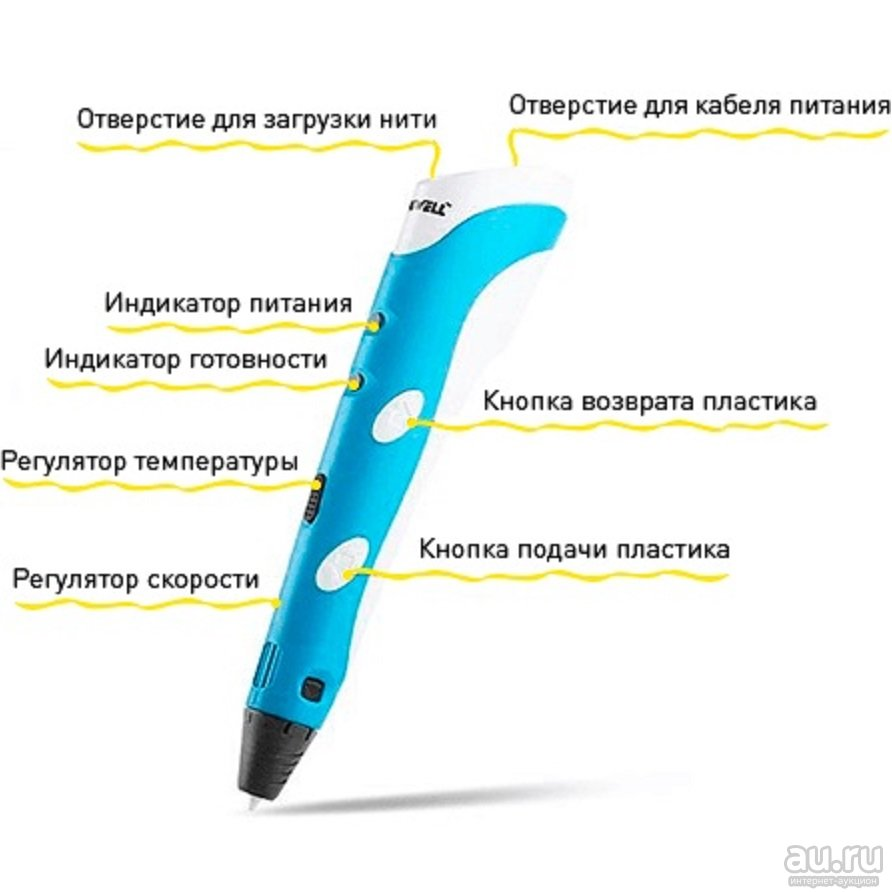 Отверстие для кабеля питания
Отверстие для загрузки нити
Индикатор питания
Индикатор готовности
Кнопка возврата пластика
Регулятор температуры
Кнопка подачи пластика
Регулятор скорости
au.ru
интернет-аукцион